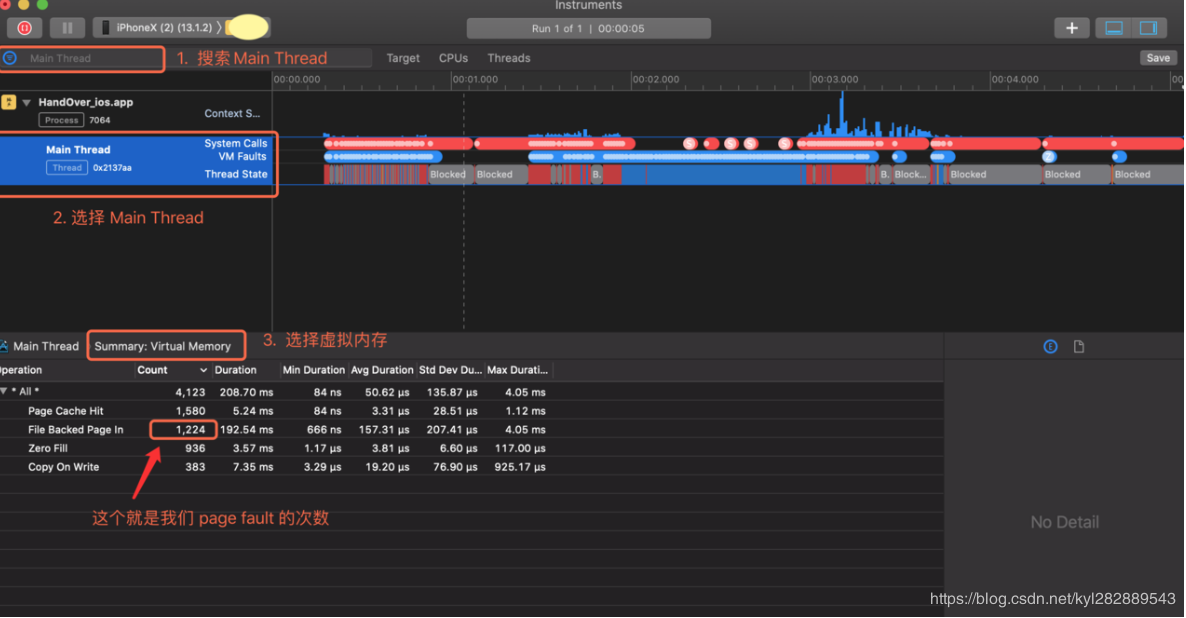 Instruments
iPhoneX (2) (13.1.2) 〉
Run 1 of 1 | 00:00:05
Main Thread
1. 搜索Main Thread
Target CPUs Threads
Save
00:00.000 00:01.000 00:02.000 00:03.000 00:04.000 00
HandOver_ios.app
Process 7064
Context S...
Main Thread
Thread 0x2137aa
System Calls
VM Faults
Thread State
S S S S
2
Blocked Blocked B. B. Block... Blocked Blocked Blocked
2. 选择 Main Thread
3. 选择虚拟内存
Main Thread Summary: Virtual Memory
E
peration Count Duration Min Duration Avg Duration Std Dev Du... Max Durati...
* All * 4,123 208.70 ms 84 ns 50.62 µs 135.87 µs 4.05 ms
Page Cache Hit 1,580 5.24 ms 84 ns 3.31 µs 28.51 µs 1.12 ms
File Backed Page In 1,224 192.54 ms 666 ns 157.31 µs 207.41 µs 4.05 ms
Zero Fill 936 3.57 ms 1.17 µs 3.81 µs 6.60 µs 117.00 µs
Copy On Write 383 7.35 ms 3.29 µs 19.20 µs 76.90 µs 925.17 µs
这个就是我们 page fault 的次数
No Detail
https://blog.csdn.net/kyl282889543